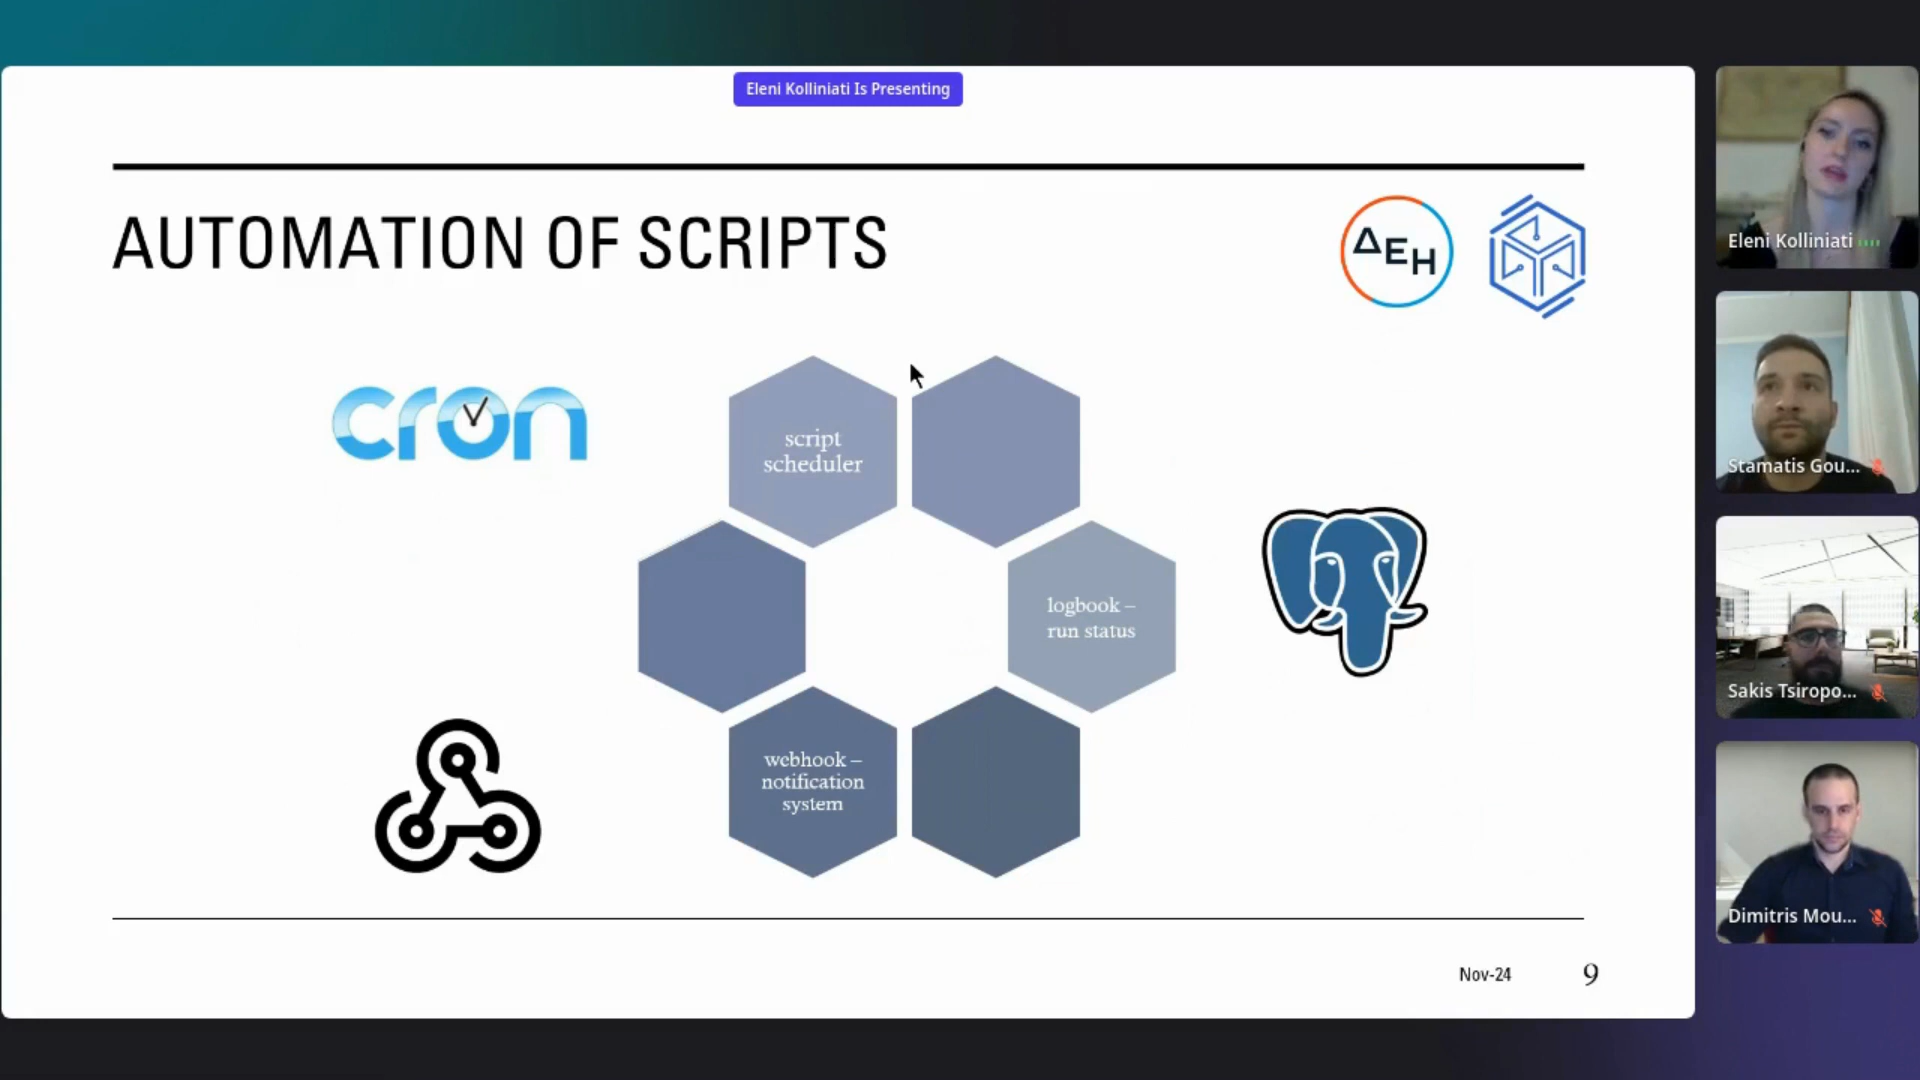 Eleni Kolliniati Is Presenting
AUTOMATION OF SCRIPTS
ΔΕΗ
cron
script
scheduler
logbook –
run status
webhook –
notification
system
Nov-24
9
Eleni Kolliniati
Stamatis Gou...
Sakis Tsiropo...
Dimitris Mou...